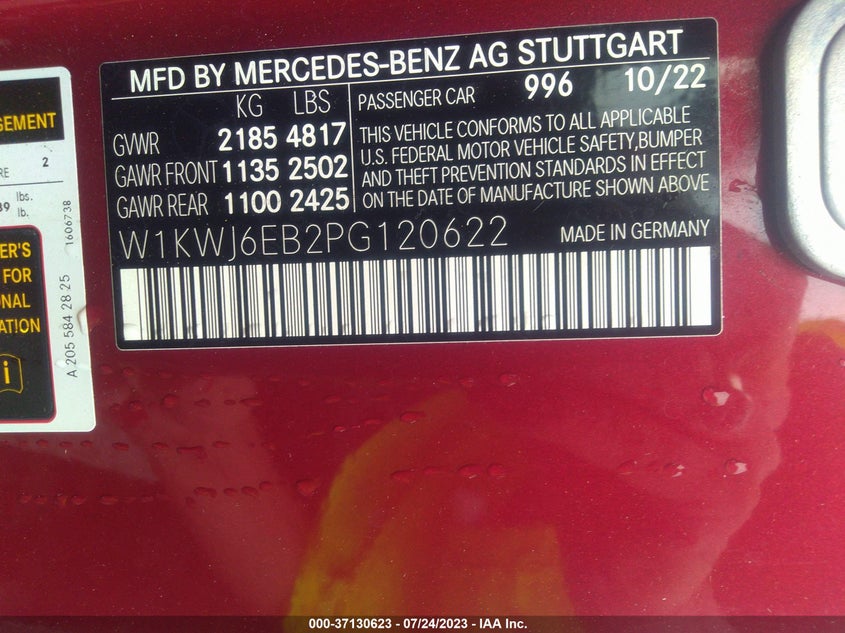 MFD BY MERCEDES-BENZ AG STUTTGART
KG LBS
GVWR 2185 4817
GAWR FRONT 1135 2502
GAWR REAR 1100 2425
PASSENGER CAR 996 10/22
THIS VEHICLE CONFORMS TO ALL APPLICABLE
U.S. FEDERAL MOTOR VEHICLE SAFETY,BUMPER
AND THEFT PREVENTION STANDARDS IN EFFECT
ON THE DATE OF MANUFACTURE SHOWN ABOVE
W1KWJ6EB2PG120622 MADE IN GERMANY
GEMENT
RE 2
39 lbs.
lb.
ER'S
FOR
ONAL
ATION
i
A 205 584 28 25
1606738
000-37130623 - 07/24/2023 - IAA Inc.